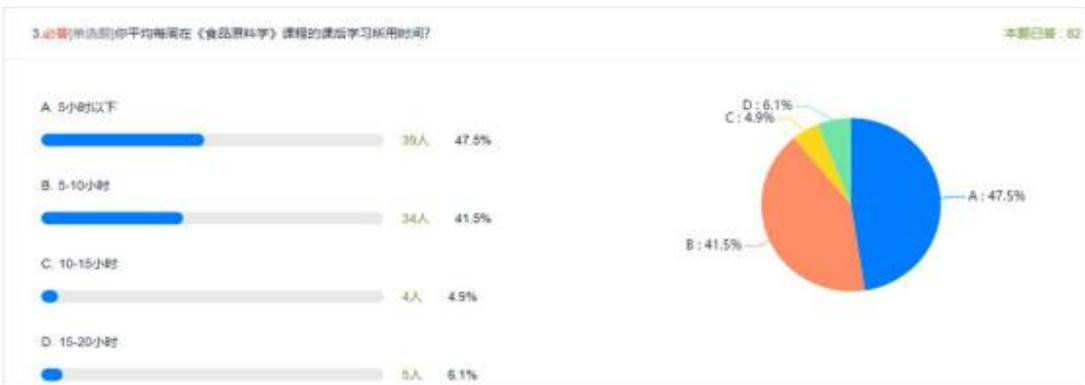 3.必答[单选题]你平均每周在《食品原料学》课程的课后学习所用时间?
本题已答：82
A. 5小时以下
39人 47.5%
B. 5-10小时
34人 41.5%
C. 10-15小时
4人 4.9%
D. 15-20小时
5人 6.1%
D : 6.1%
C : 4.9%
A : 47.5%
B : 41.5%